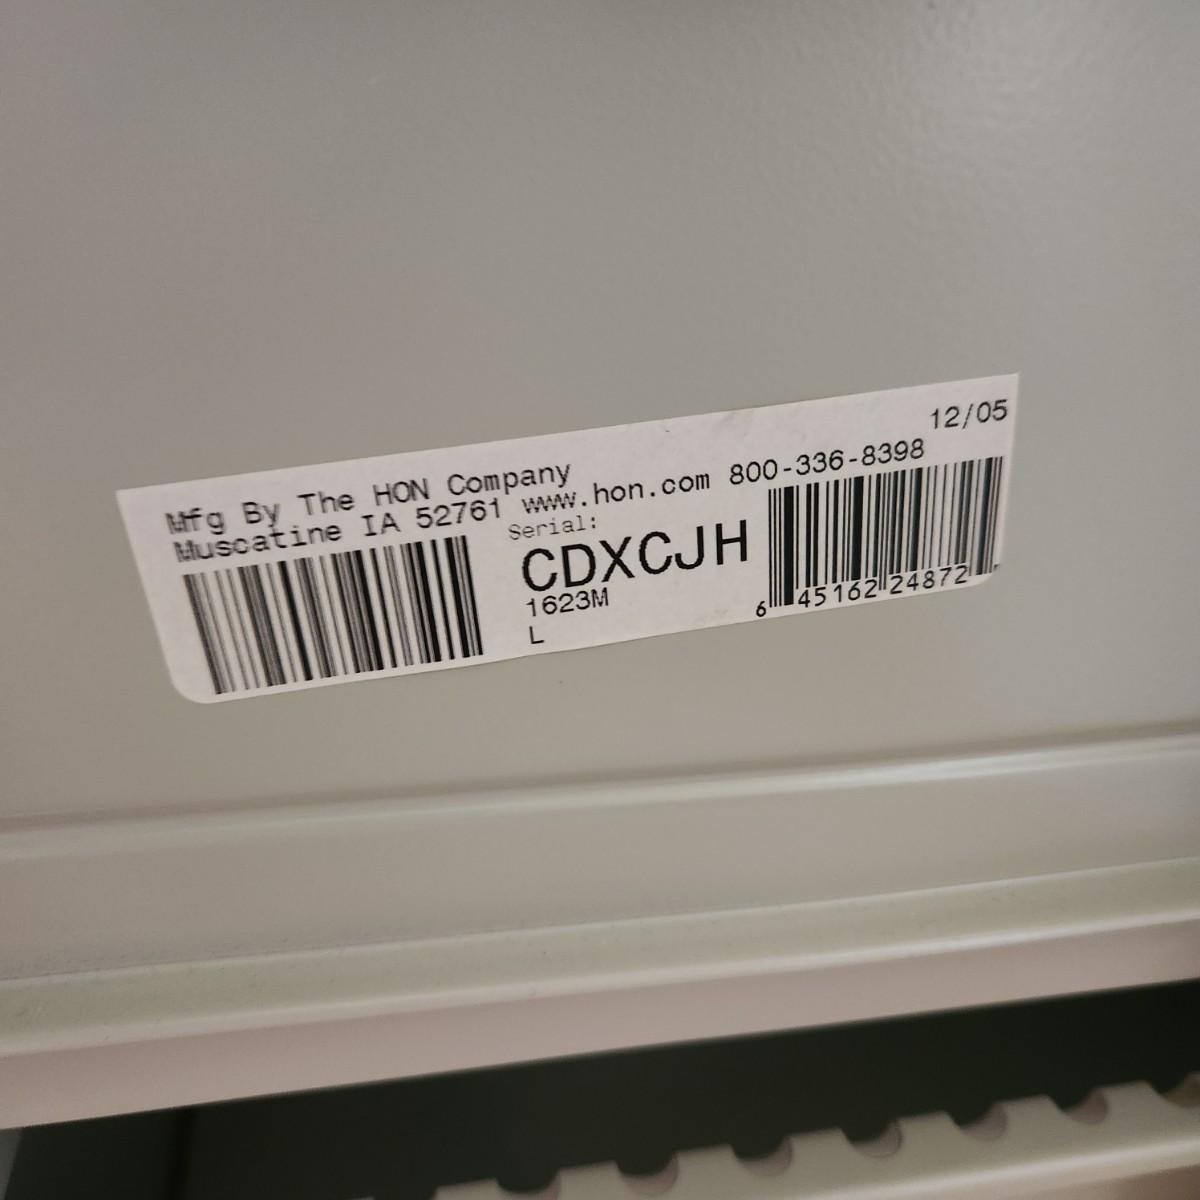 12/05
Mfg By The HON Company
Muscatine IA 52761 www.hon.com 800-336-8398
Serial:
CDXCJH
1623M
L
6 45162 24872